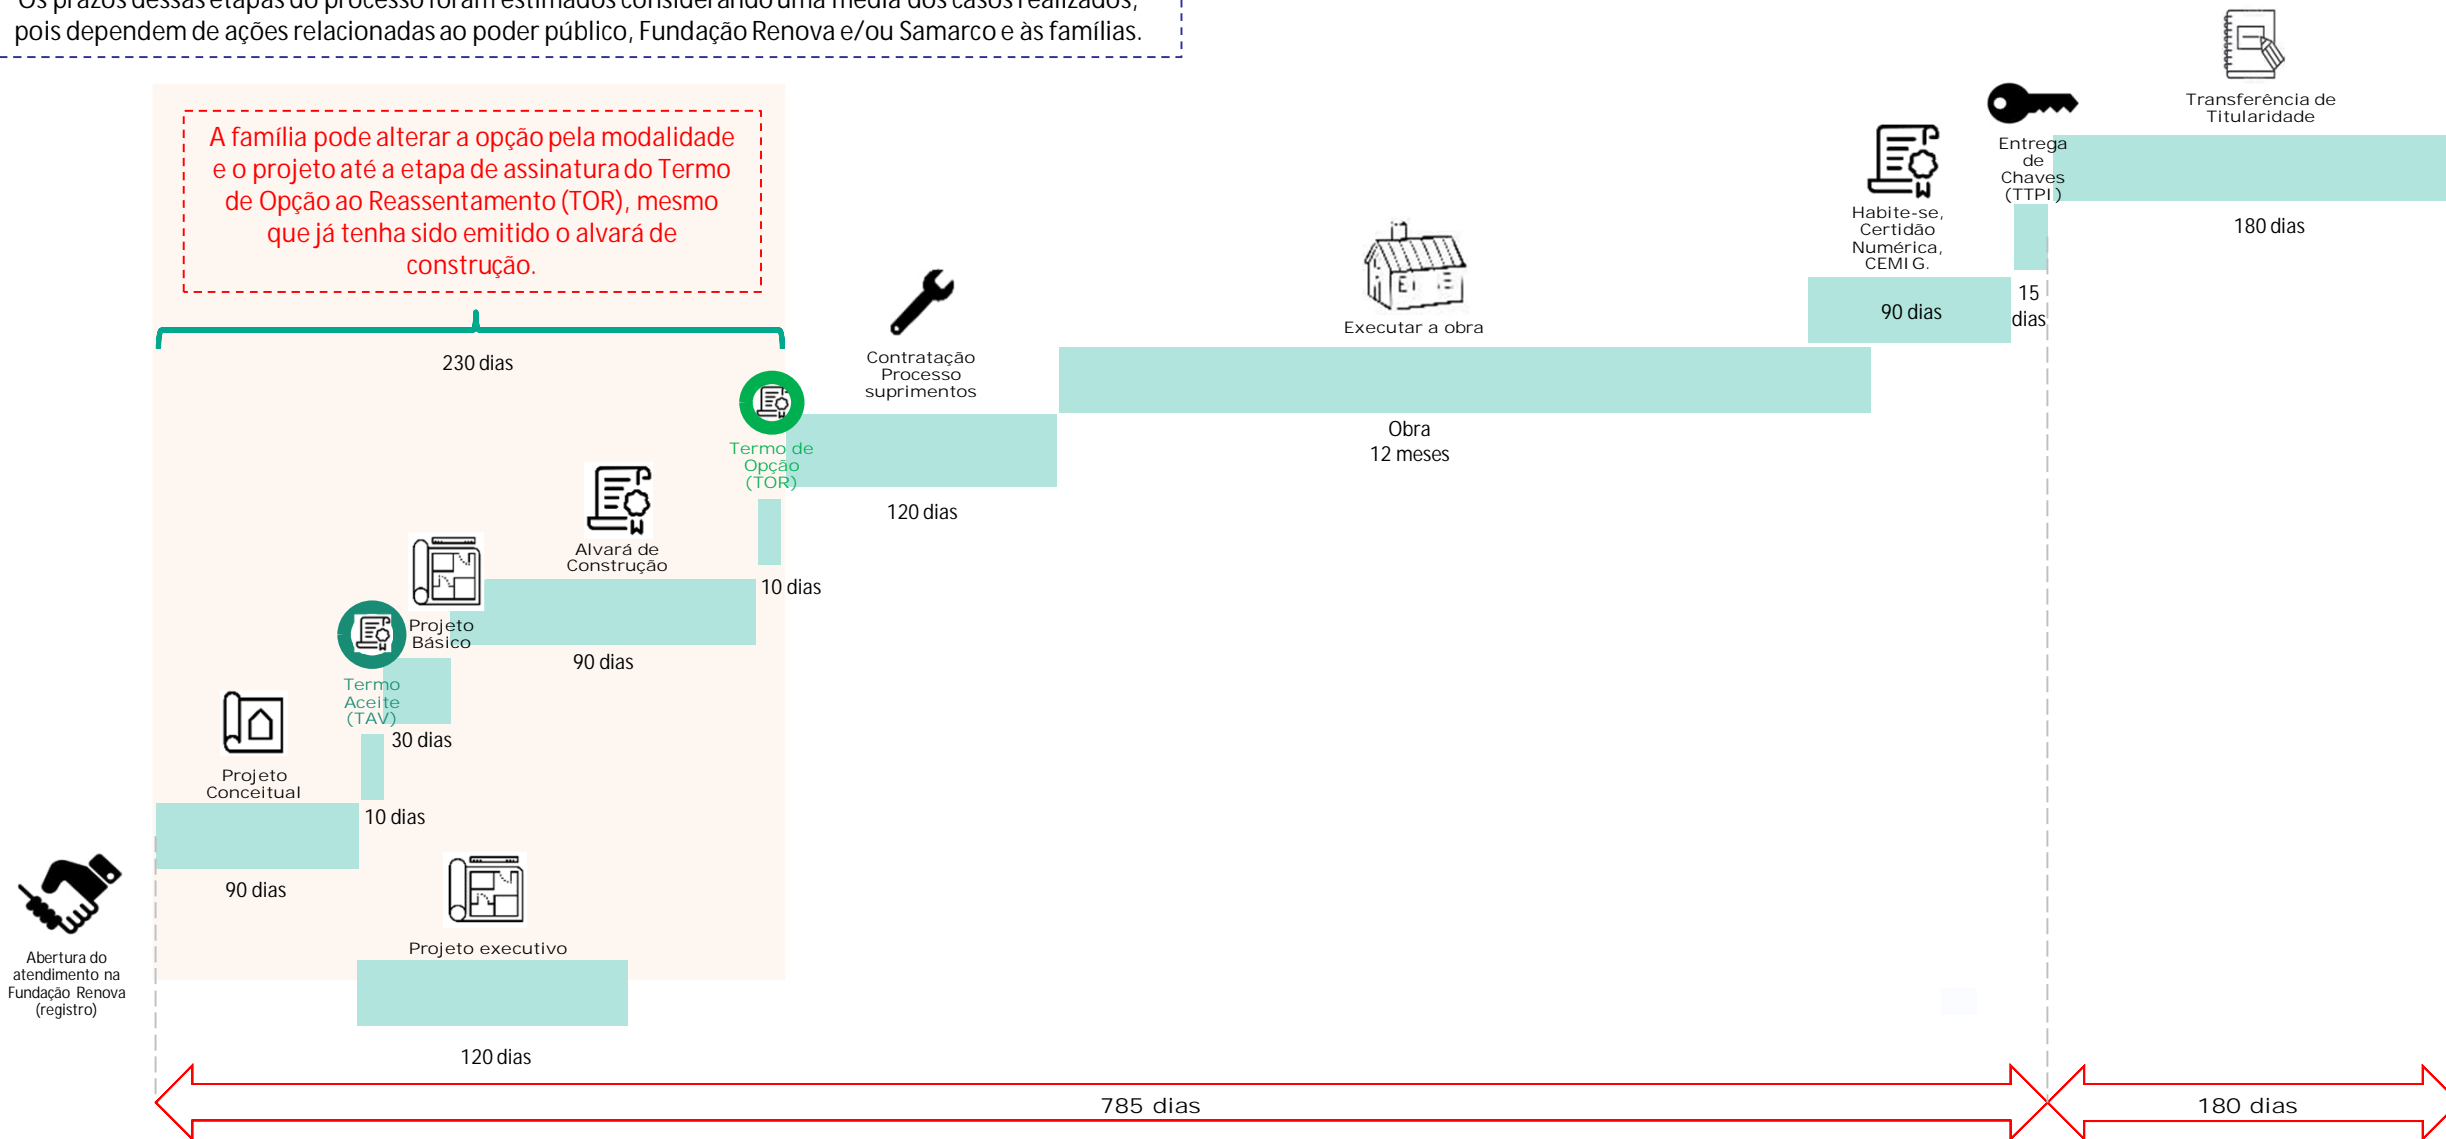 Os prazos dessas etapas do processo foram estimados considerando uma média dos casos realizados,
pois dependem de ações relacionadas ao poder público, Fundação Renova e/ou Samarco e às famílias.
A família pode alterar a opção pela modalidade
e o projeto até a etapa de assinatura do Termo
de Opção ao Reassentamento (TOR), mesmo
que já tenha sido emitido o alvará de
construção.
230 dias
Abertura do
atendimento na
Fundação Renova
(registro)
Projeto
Conceitual
90 dias
Termo
Aceite
(TAV)
10 dias
Projeto
Básico
30 dias
Alvará de
Construção
90 dias
Projeto executivo
120 dias
Termo de
Opção
(TOR)
10 dias
Contratação
Processo
suprimentos
120 dias
Executar a obra
Obra
12 meses
Habite-se,
Certidão
Numérica,
CEMIG.
90 dias
Entrega
de
Chaves
(TTPI)
15
dias
Transferência de
Titularidade
180 dias
785 dias
180 dias